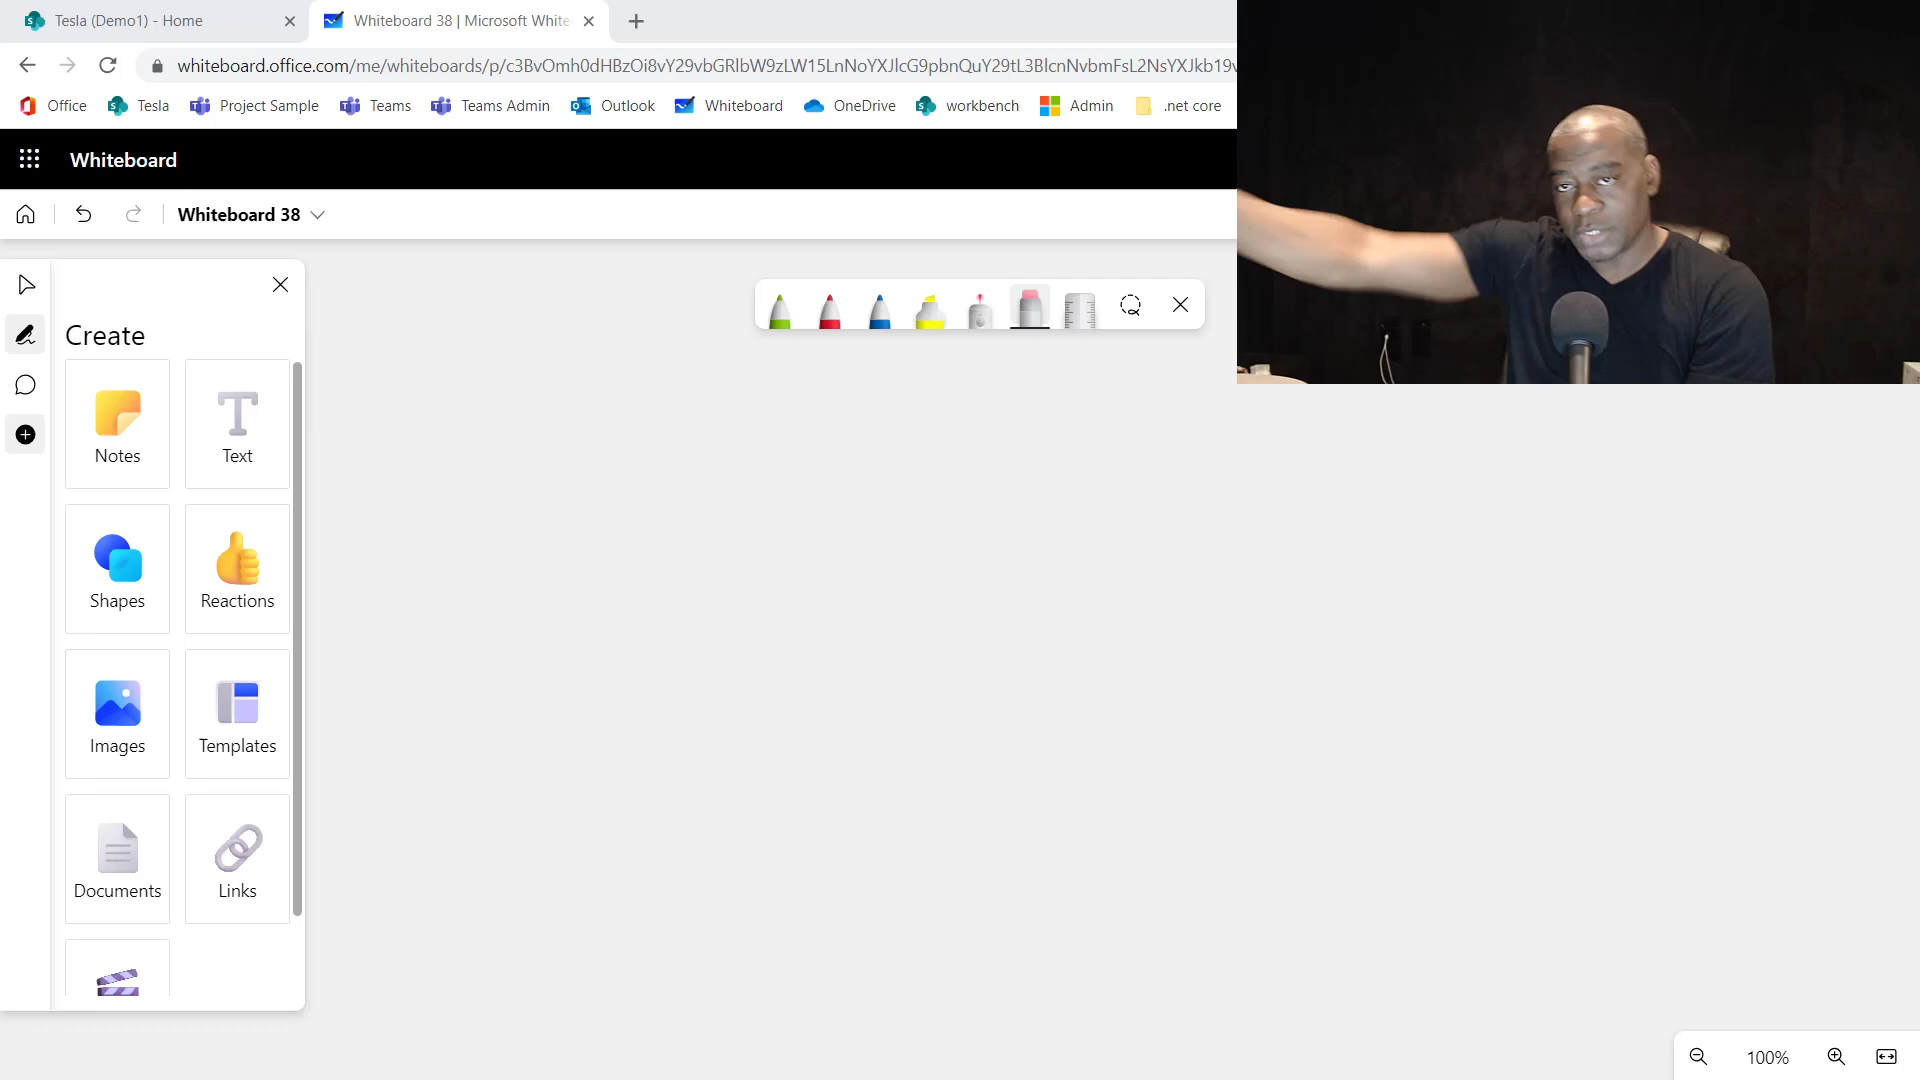 Tesla (Demo1) - Home
Whiteboard 38 | Microsoft White
whiteboard.office.com/me/whiteboards/p/c3BvOmh0dHBzOi8vY29vbGRlbW9zLW15LnNoYXJlcG9pbnQuY29tL3BlcnNvbmFsL2NsYXJkb19v
Office Tesla Project Sample Teams Teams Admin Outlook Whiteboard OneDrive workbench Admin .net core
Whiteboard
Whiteboard 38
Create
Notes Text
Shapes Reactions
Images Templates
Documents Links
100%